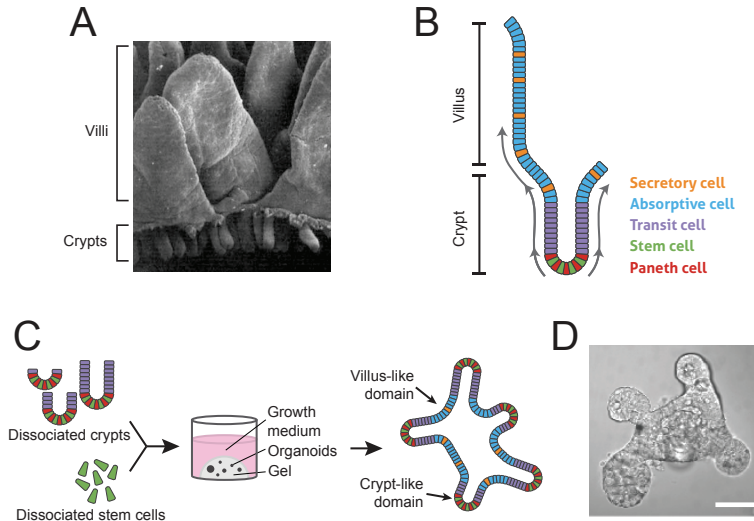 A
Villi
Crypts
B
Villus
Crypt
Secretory cell
Absorptive cell
Transit cell
Stem cell
Paneth cell
C
Dissociated crypts
Dissociated stem cells
Growth
medium
Organoids
Gel
Villus-like
domain
Crypt-like
domain
D